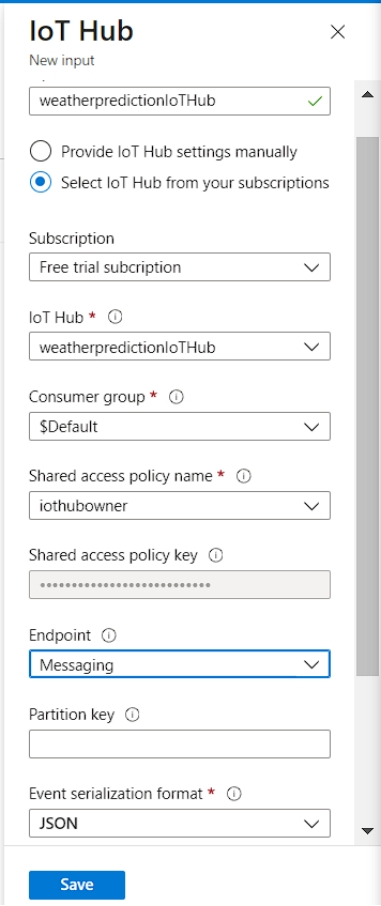 IoT Hub
New input
weatherpredictionIoTHub
Provide IoT Hub settings manually
Select IoT Hub from your subscriptions
Subscription
Free trial subcription
IoT Hub *
weatherpredictionIoTHub
Consumer group *
$Default
Shared access policy name *
iothubowner
Shared access policy key
••••••••••••••••••••••••••••
Endpoint
Messaging
Partition key
Event serialization format *
JSON
Save